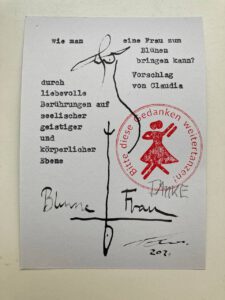 wie man
eine Frau zum
Blühen
bringen kann?
Vorschlag
von Claudia
durch
liebevolle
Berührungen auf
seelischer
geistiger
und
körperlicher
Ebene
Bitte diese Gedanken weitertanzen!
DANKE
Blume Frau